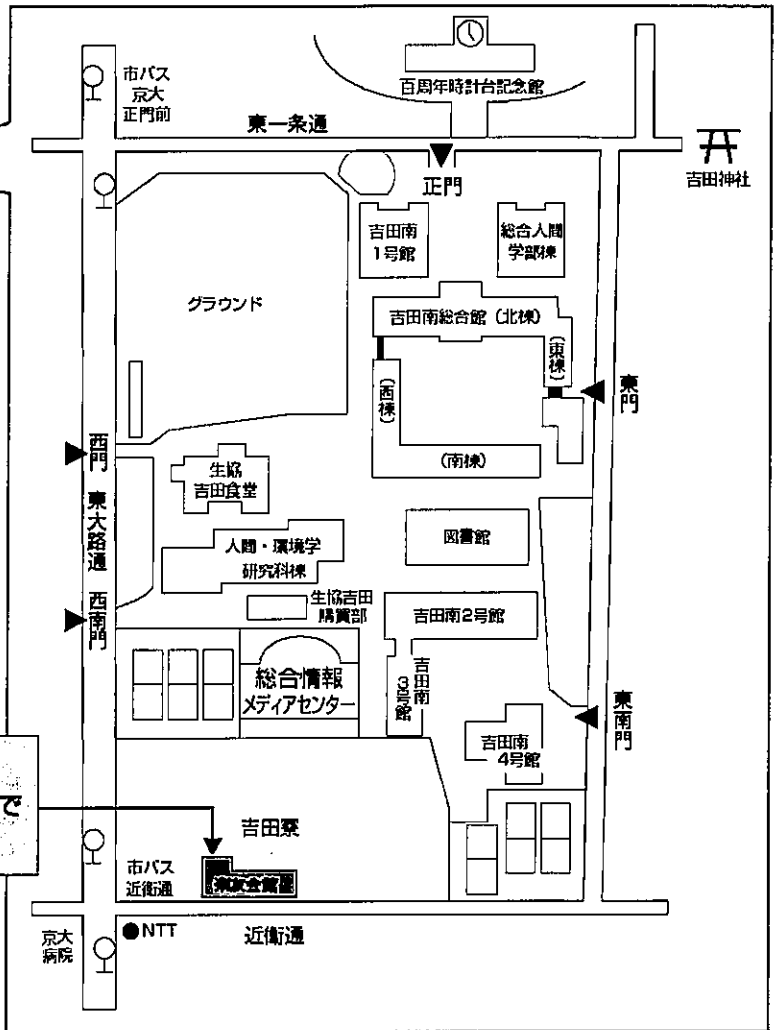 市バス
京大
正門前
百周年時計台記念館
東一条通
正門
吉田神社
吉田南
1号館
総合人間
学部棟
グラウンド
吉田南総合館(北棟)
(東棟)
(西棟)
東門
(南棟)
西門
生協
吉田食堂
東大路通
図書館
人間・環境学
研究科棟
西南門
生協吉田
購買部
吉田南2号館
総合情報
メディアセンター
吉田南
3号館
吉田南
4号館
東南門
で
吉田寮
市バス
近衛通
京大
病院
●NTT
近衛通